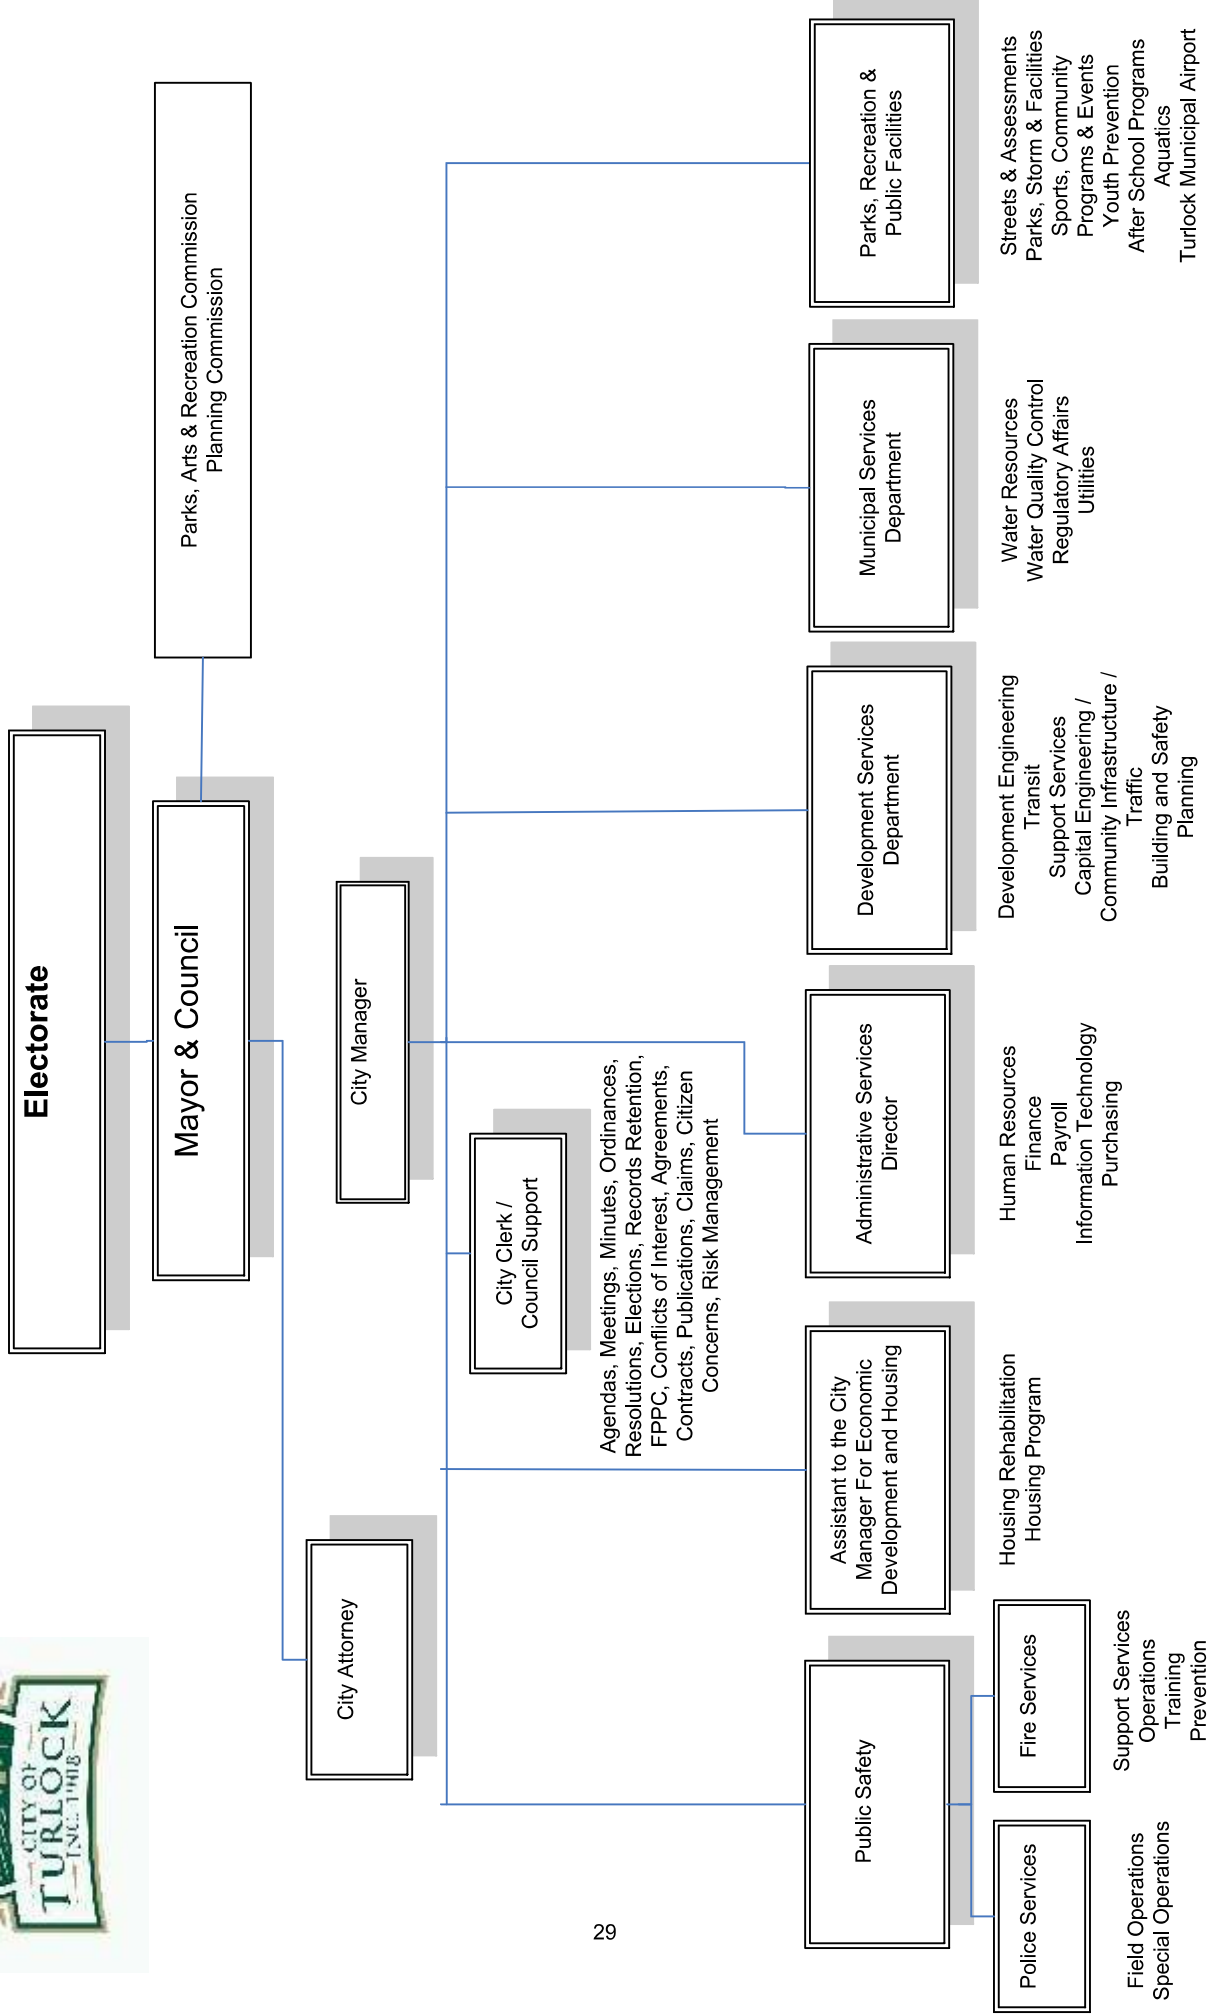 CITY OF
TURLOCK
INC. 1908
Electorate
Mayor & Council
Parks, Arts & Recreation Commission
Planning Commission
City Attorney
City Manager
City Clerk /
Council Support
Agendas, Meetings, Minutes, Ordinances,
Resolutions, Elections, Records Retention,
FPPC, Conflicts of Interest, Agreements,
Contracts, Publications, Claims, Citizen
Concerns, Risk Management
Public Safety
Police Services
Field Operations
Special Operations
Fire Services
Support Services
Operations
Training
Prevention
Assistant to the City
Manager For Economic
Development and Housing
Housing Rehabilitation
Housing Program
Administrative Services
Director
Human Resources
Finance
Payroll
Information Technology
Purchasing
Development Services
Department
Development Engineering
Transit
Support Services
Capital Engineering /
Community Infrastructure /
Traffic
Building and Safety
Planning
Municipal Services
Department
Water Resources
Water Quality Control
Regulatory Affairs
Utilities
Parks, Recreation &
Public Facilities
Streets & Assessments
Parks, Storm & Facilities
Sports, Community
Programs & Events
Youth Prevention
After School Programs
Aquatics
Turlock Municipal Airport
29